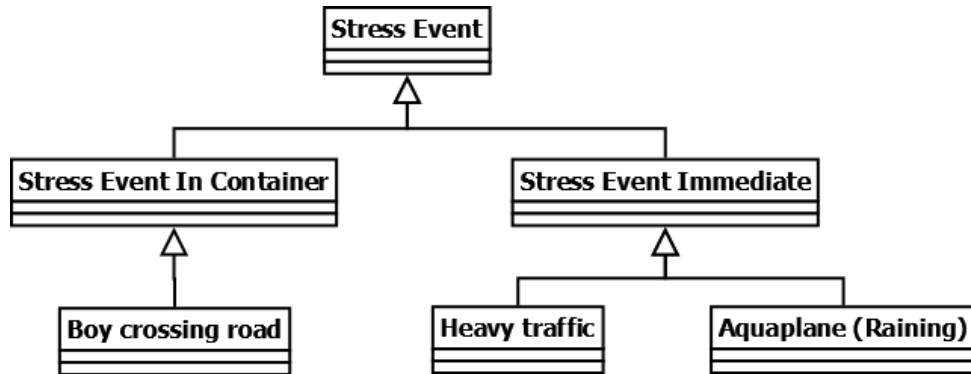 Stress Event
Stress Event In Container
Stress Event Immediate
Boy crossing road
Heavy traffic
Aquaplane (Raining)